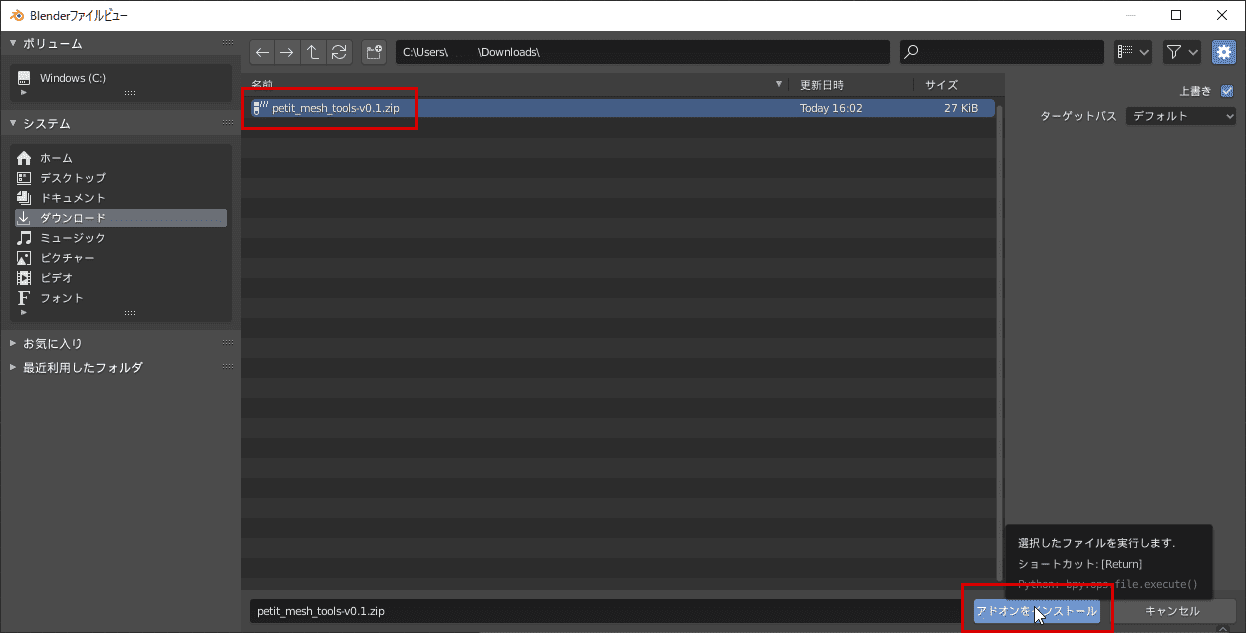 Blenderファイルビュー
ボリューム
Windows (C:)
システム
ホーム
デスクトップ
ドキュメント
ダウンロード
ミュージック
ピクチャー
ビデオ
フォント
お気に入り
最近利用したフォルダ
C:\Users\ \Downloads\
名前 更新日時 サイズ
petit_mesh_tools-v0.1.zip Today 16:02 27 KiB
上書き
ターゲットパス デフォルト
選択したファイルを実行します.
ショートカット: [Return]
Python: bpy.ops.file.execute()
petit_mesh_tools-v0.1.zip
アドオンをインストール キャンセル